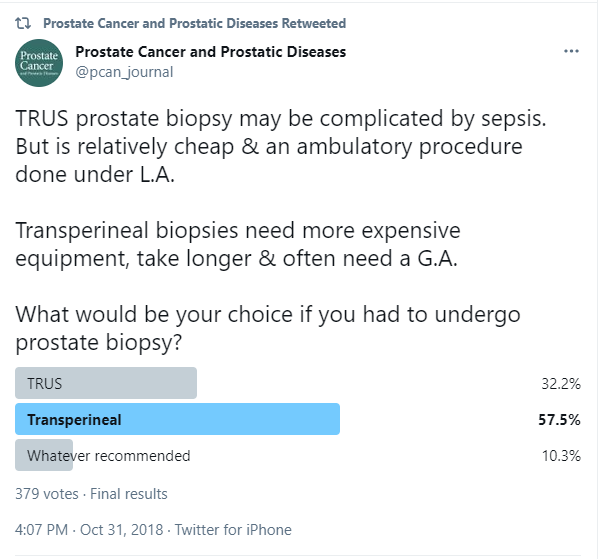 Prostate Cancer and Prostatic Diseases Retweeted
Prostate
Cancer
and Prostatic Diseases
Prostate Cancer and Prostatic Diseases
@pcan_journal
TRUS prostate biopsy may be complicated by sepsis.
But is relatively cheap & an ambulatory procedure
done under L.A.
Transperineal biopsies need more expensive
equipment, take longer & often need a G.A.
What would be your choice if you had to undergo
prostate biopsy?
TRUS 32.2%
Transperineal 57.5%
Whatever recommended 10.3%
379 votes · Final results
4:07 PM · Oct 31, 2018 · Twitter for iPhone